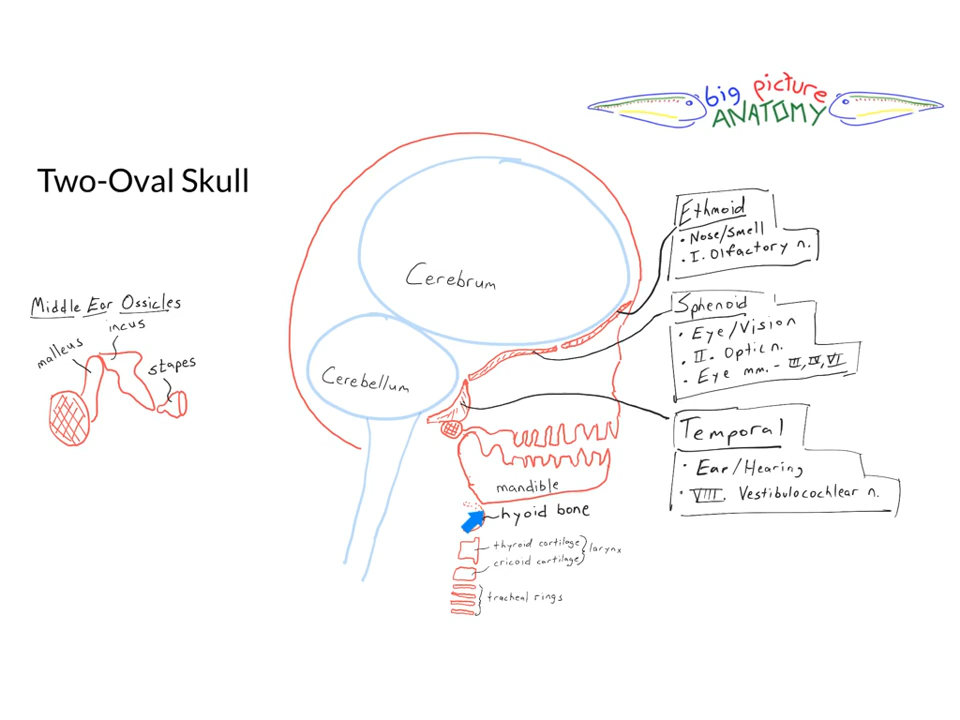 big picture
ANATOMY
Two-Oval Skull
Ethmoid
· Nose/Smell
· I. Olfactory n.
Cerebrum
Sphenoid
· Eye/Vision
· II. Optic n.
· Eye mm. - III, IV, VI
Middle Ear Ossicles
incus
malleus
stapes
Cerebellum
Temporal
· Ear/Hearing
· VIII. Vestibulocochlear n.
mandible
hyoid bone
thyroid cartilage
cricoid cartilage
larynx
tracheal rings